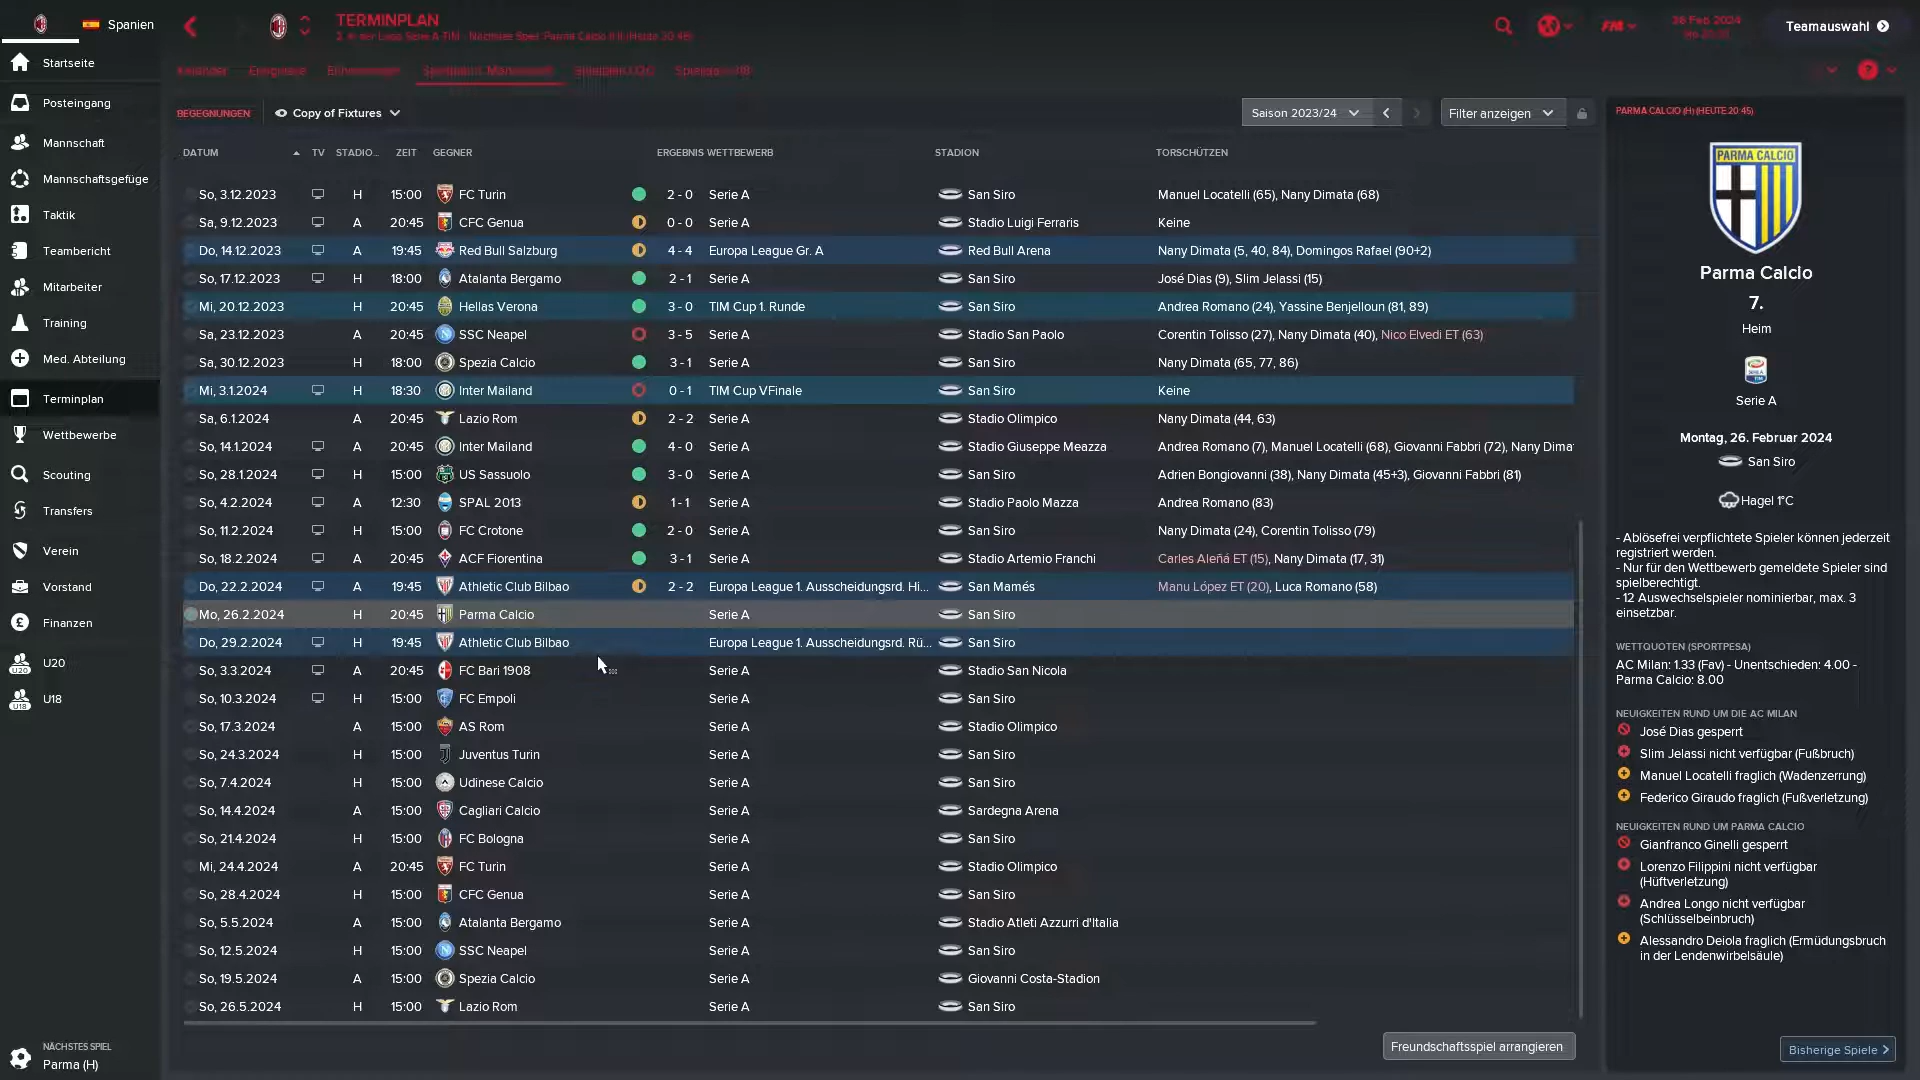 Spanien
TERMINPLAN
Teamauswahl
Startseite
Posteingang
Mannschaft
Mannschaftsgefüge
Taktik
Teambericht
Mitarbeiter
Training
Med. Abteilung
Terminplan
Wettbewerbe
Scouting
Transfers
Verein
Vorstand
Finanzen
U20
U18
NÄCHSTES SPIEL
Parma (H)
BEGEGNUNGEN Copy of Fixtures Saison 2023/24 Filter anzeigen
DATUM TV STADIO... ZEIT GEGNER ERGEBNIS WETTBEWERB STADION TORSCHÜTZEN
So, 3.12.2023 H 15:00 FC Turin 2 - 0 Serie A San Siro Manuel Locatelli (65), Nany Dimata (68)
Sa, 9.12.2023 A 20:45 CFC Genua 0 - 0 Serie A Stadio Luigi Ferraris Keine
Do, 14.12.2023 A 19:45 Red Bull Salzburg 4 - 4 Europa League Gr. A Red Bull Arena Nany Dimata (5, 40, 84), Domingos Rafael (90+2)
So, 17.12.2023 H 18:00 Atalanta Bergamo 2 - 1 Serie A San Siro José Dias (9), Slim Jelassi (15)
Mi, 20.12.2023 H 20:45 Hellas Verona 3 - 0 TIM Cup 1. Runde San Siro Andrea Romano (24), Yassine Benjelloun (81, 89)
Sa, 23.12.2023 A 20:45 SSC Neapel 3 - 5 Serie A Stadio San Paolo Corentin Tolisso (27), Nany Dimata (40), Nico Elvedi ET (63)
Sa, 30.12.2023 H 18:00 Spezia Calcio 3 - 1 Serie A San Siro Nany Dimata (65, 77, 86)
Mi, 3.1.2024 H 18:30 Inter Mailand 0 - 1 TIM Cup VFinale San Siro Keine
Sa, 6.1.2024 A 20:45 Lazio Rom 2 - 2 Serie A Stadio Olimpico Nany Dimata (44, 63)
So, 14.1.2024 A 20:45 Inter Mailand 4 - 0 Serie A Stadio Giuseppe Meazza Andrea Romano (7), Manuel Locatelli (68), Giovanni Fabbri (72), Nany Dimat
So, 28.1.2024 H 15:00 US Sassuolo 3 - 0 Serie A San Siro Adrien Bongiovanni (38), Nany Dimata (45+3), Giovanni Fabbri (81)
So, 4.2.2024 A 12:30 SPAL 2013 1 - 1 Serie A Stadio Paolo Mazza Andrea Romano (83)
So, 11.2.2024 H 15:00 FC Crotone 2 - 0 Serie A San Siro Nany Dimata (24), Corentin Tolisso (79)
So, 18.2.2024 A 20:45 ACF Fiorentina 3 - 1 Serie A Stadio Artemio Franchi Carles Aleñá ET (15), Nany Dimata (17, 31)
Do, 22.2.2024 A 19:45 Athletic Club Bilbao 2 - 2 Europa League 1. Ausscheidungsrd. Hi... San Mamés Manu López ET (20), Luca Romano (58)
Mo, 26.2.2024 H 20:45 Parma Calcio Serie A San Siro
Do, 29.2.2024 H 19:45 Athletic Club Bilbao Europa League 1. Ausscheidungsrd. Rü... San Siro
So, 3.3.2024 A 20:45 FC Bari 1908 Serie A Stadio San Nicola
So, 10.3.2024 H 15:00 FC Empoli Serie A San Siro
So, 17.3.2024 A 15:00 AS Rom Serie A Stadio Olimpico
So, 24.3.2024 H 15:00 Juventus Turin Serie A San Siro
So, 7.4.2024 H 15:00 Udinese Calcio Serie A San Siro
So, 14.4.2024 A 15:00 Cagliari Calcio Serie A Sardegna Arena
So, 21.4.2024 H 15:00 FC Bologna Serie A San Siro
Mi, 24.4.2024 A 20:45 FC Turin Serie A Stadio Olimpico
So, 28.4.2024 H 15:00 CFC Genua Serie A San Siro
So, 5.5.2024 A 15:00 Atalanta Bergamo Serie A Stadio Atleti Azzurri d'Italia
So, 12.5.2024 H 15:00 SSC Neapel Serie A San Siro
So, 19.5.2024 A 15:00 Spezia Calcio Serie A Giovanni Costa-Stadion
So, 26.5.2024 H 15:00 Lazio Rom Serie A San Siro
Freundschaftsspiel arrangieren
PARMA CALCIO (H) (HEUTE 20:45)
PARMA CALCIO
Parma Calcio
7.
Heim
Serie A
Montag, 26. Februar 2024
San Siro
Hagel 1°C
- Ablösefrei verpflichtete Spieler können jederzeit
registriert werden.
- Nur für den Wettbewerb gemeldete Spieler sind
spielberechtigt.
- 12 Auswechselspieler nominierbar, max. 3
einsetzbar.
WETTQUOTEN (SPORTPESA)
AC Milan: 1.33 (Fav) - Unentschieden: 4.00 -
Parma Calcio: 8.00
NEUIGKEITEN RUND UM DIE AC MILAN
José Dias gesperrt
Slim Jelassi nicht verfügbar (Fußbruch)
Manuel Locatelli fraglich (Wadenzerrung)
Federico Giraudo fraglich (Fußverletzung)
NEUIGKEITEN RUND UM PARMA CALCIO
Gianfranco Ginelli gesperrt
Lorenzo Filippini nicht verfügbar
(Hüftverletzung)
Andrea Longo nicht verfügbar
(Schlüsselbeinbruch)
Alessandro Deiola fraglich (Ermüdungsbruch
in der Lendenwirbelsäule)
Bisherige Spiele